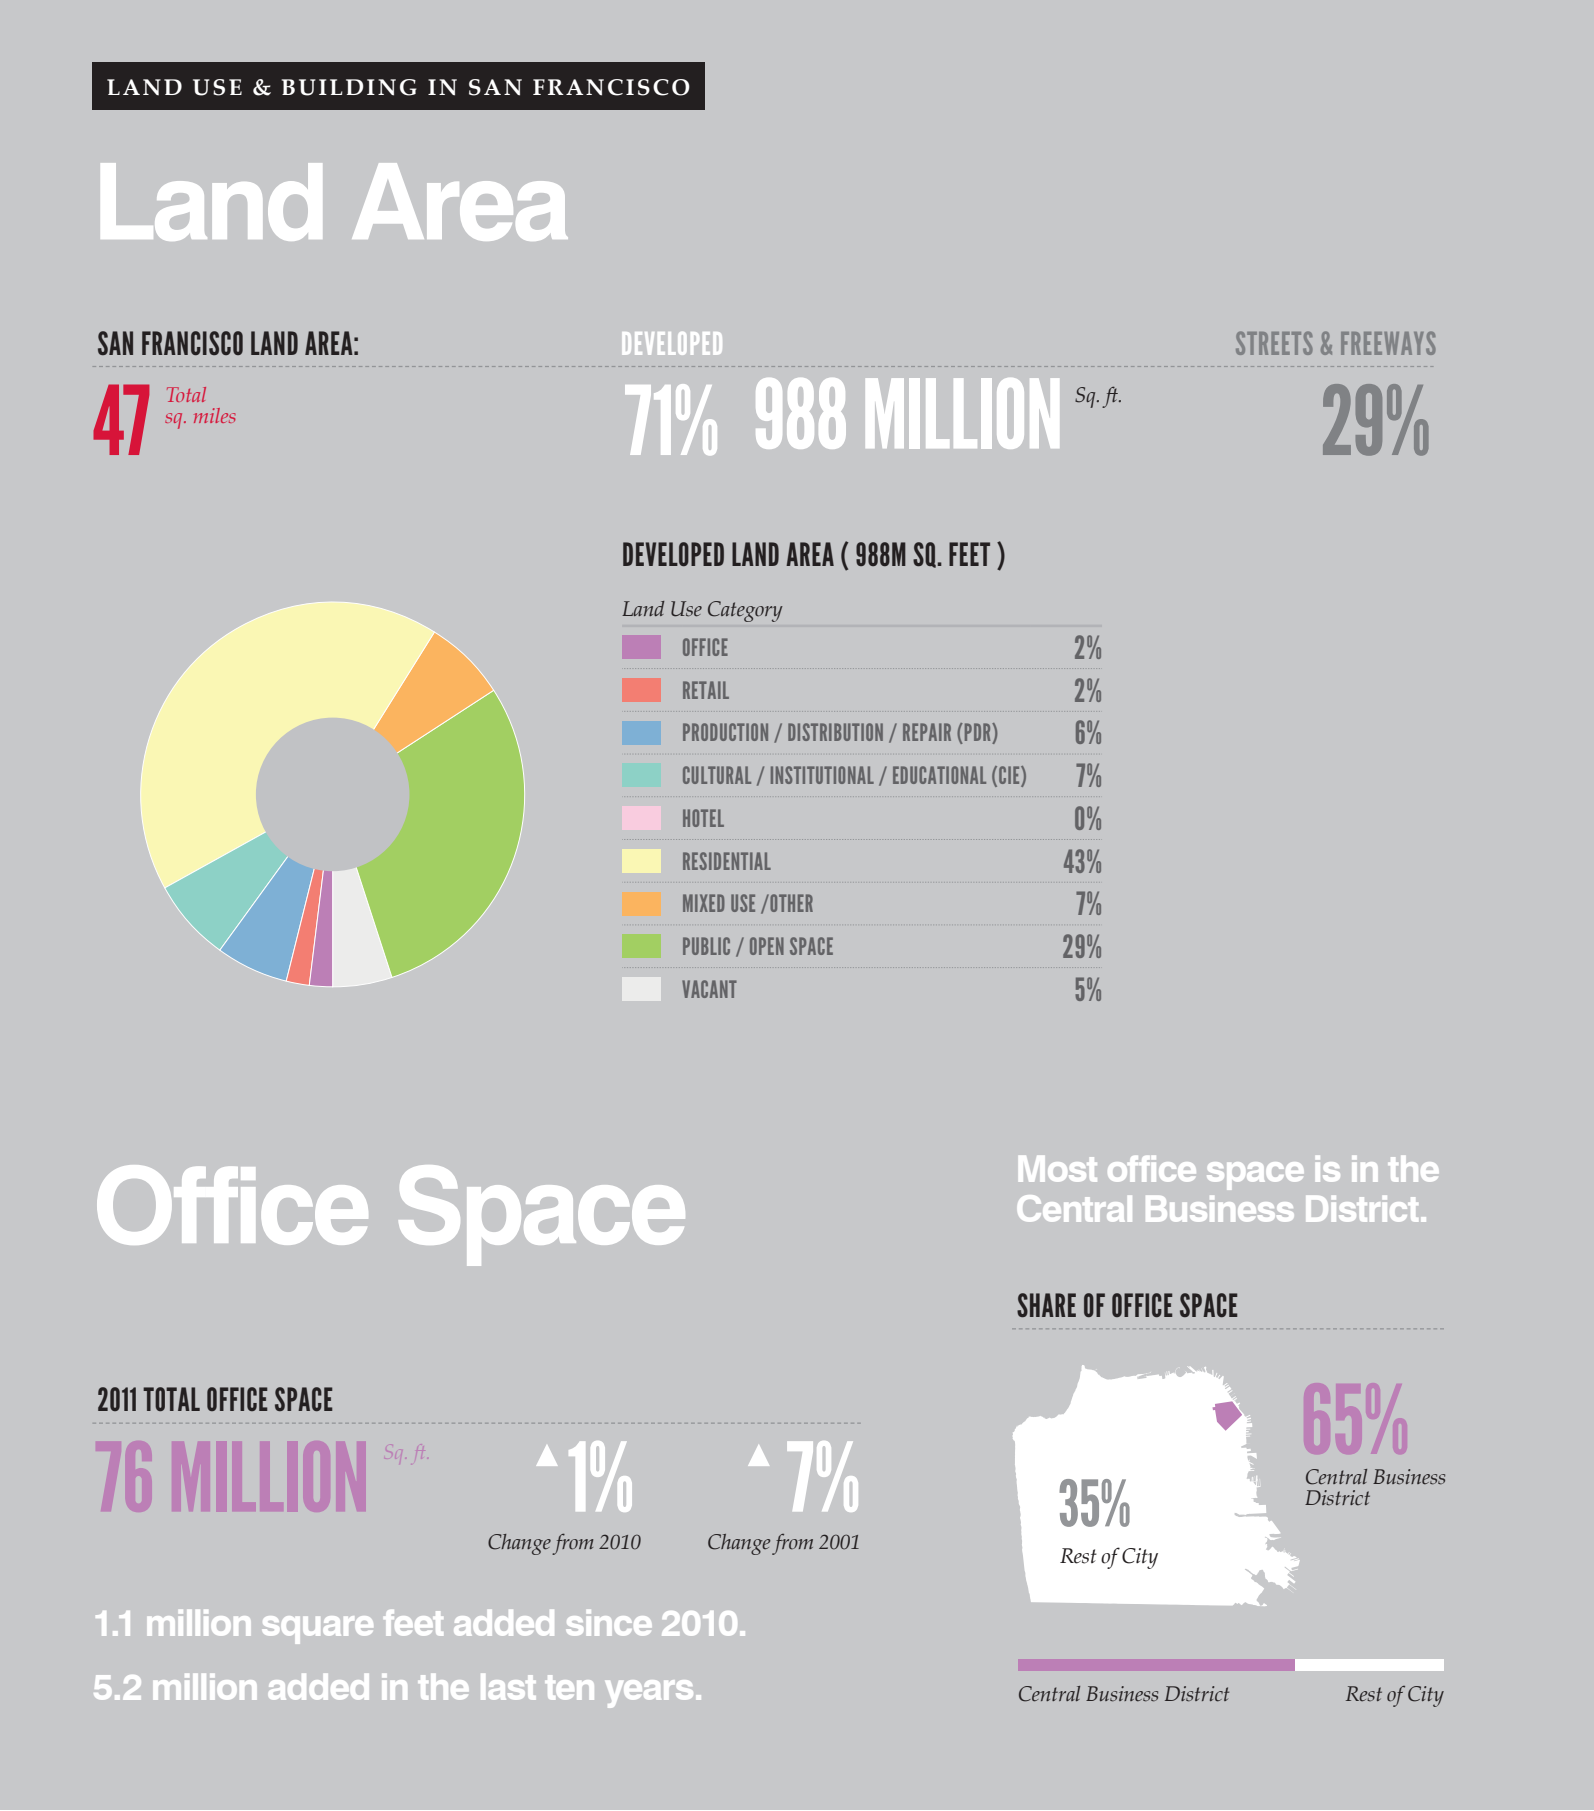 LAND USE & BUILDING IN SAN FRANCISCO
Land Area
SAN FRANCISCO LAND AREA:
DEVELOPED
STREETS & FREEWAYS
47
Total
sq. miles
71%
988 MILLION
Sq. ft.
29%
DEVELOPED LAND AREA ( 988M SQ. FEET )
Land Use Category
OFFICE 2%
RETAIL 2%
PRODUCTION / DISTRIBUTION / REPAIR (PDR) 6%
CULTURAL / INSTITUTIONAL / EDUCATIONAL (CIE) 7%
HOTEL 0%
RESIDENTIAL 43%
MIXED USE /OTHER 7%
PUBLIC / OPEN SPACE 29%
VACANT 5%
Office Space
2011 TOTAL OFFICE SPACE
76 MILLION
Sq. ft.
▲1%
Change from 2010
▲ 7%
Change from 2001
1.1 million square feet added since 2010.
5.2 million added in the last ten years.
Most office space is in the
Central Business District.
SHARE OF OFFICE SPACE
65%
Central Business
District
35%
Rest of City
Central Business District
Rest of City